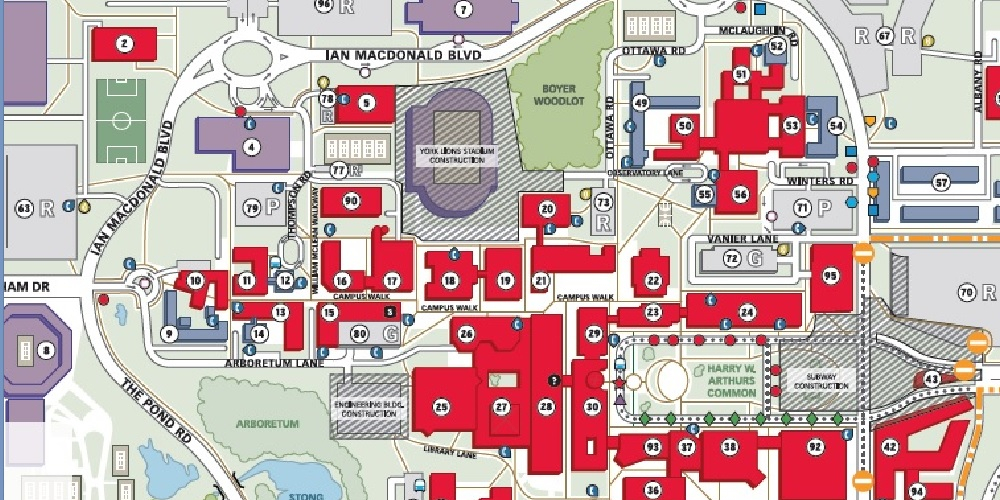 96 R
7
2
IAN MACDONALD BLVD
MCLAUGHLIN RD
OTTAWA RD
52
R 67 R
ALBANY RD
51
78
R
5
BOYER
WOODLOT
49
OTTAWA RD
50
53
54
4
YORK LIONS STADIUM
CONSTRUCTION
IAN MACDONALD BLVD
77 R
OBSERVATORY LANE
WINTERS RD
57
63 R
79 P
THOMPSON RD
WILLIAM MCLEAN WALKWAY
90
20
73
R
55
56
71 P
VANIER LANE
72 G
10
11
12
16
17
18
19
21
22
95
70 R
CAMPUS WALK
CAMPUS WALK
CAMPUS WALK
HAM DR
9
13
14
15
3
80 G
26
29
23
24
8
ARBORETUM LANE
THE POND RD
ENGINEERING BLDG.
CONSTRUCTION
25
27
?
28
30
HARRY W.
ARTHURS
COMMON
SUBWAY
CONSTRUCTION
43
ARBORETUM
LIBRARY LANE
93
37
38
92
42
STONG
36
94